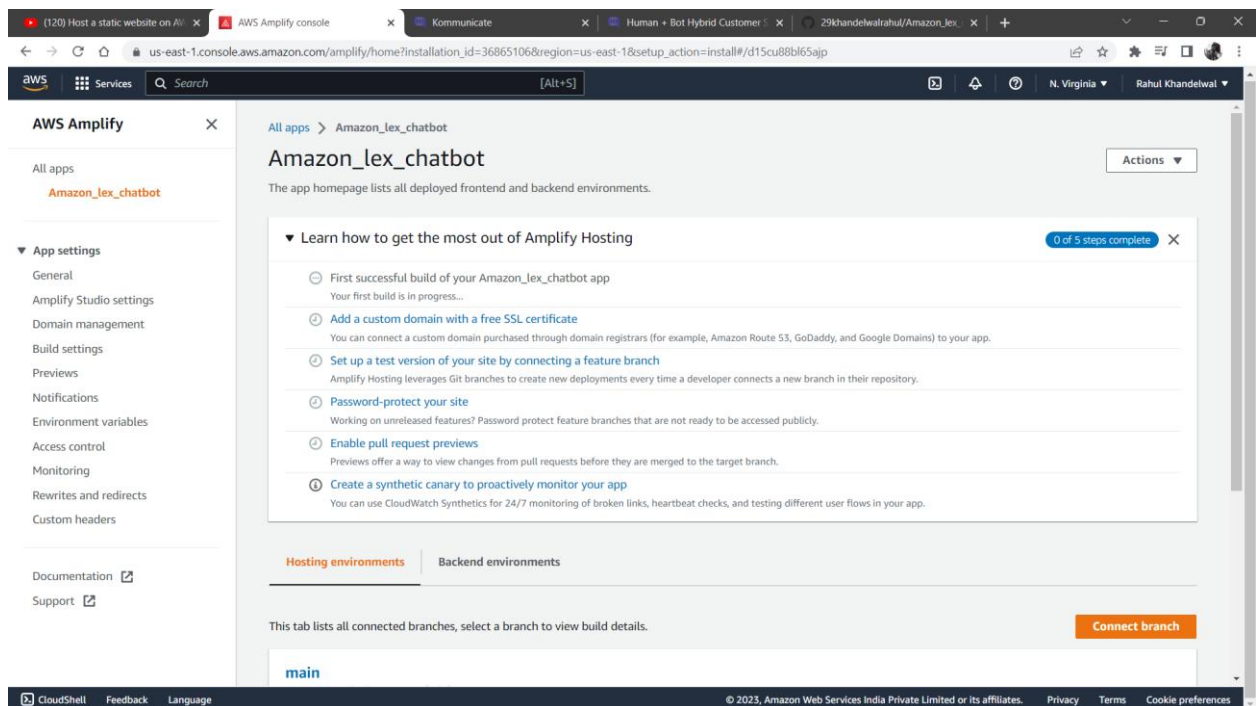 (120) Host a static website on AW
AWS Amplify console
Kommunicate
Human + Bot Hybrid Customer S
29khandelwalrahul/Amazon_lex_
us-east-1.console.aws.amazon.com/amplify/home?installation_id=36865106&region=us-east-1&setup_action=install#/d15cu88bl65ajp
aws
Services
Search
[Alt+S]
N. Virginia ▼
Rahul Khandelwal ▼
AWS Amplify
All apps
Amazon_lex_chatbot
▼ App settings
General
Amplify Studio settings
Domain management
Build settings
Previews
Notifications
Environment variables
Access control
Monitoring
Rewrites and redirects
Custom headers
Documentation
Support
All apps > Amazon_lex_chatbot
Amazon_lex_chatbot
Actions ▼
The app homepage lists all deployed frontend and backend environments.
▼ Learn how to get the most out of Amplify Hosting
0 of 5 steps complete
First successful build of your Amazon_lex_chatbot app
Your first build is in progress...
Add a custom domain with a free SSL certificate
You can connect a custom domain purchased through domain registrars (for example, Amazon Route 53, GoDaddy, and Google Domains) to your app.
Set up a test version of your site by connecting a feature branch
Amplify Hosting leverages Git branches to create new deployments every time a developer connects a new branch in their repository.
Password-protect your site
Working on unreleased features? Password protect feature branches that are not ready to be accessed publicly.
Enable pull request previews
Previews offer a way to view changes from pull requests before they are merged to the target branch.
Create a synthetic canary to proactively monitor your app
You can use CloudWatch Synthetics for 24/7 monitoring of broken links, heartbeat checks, and testing different user flows in your app.
Hosting environments
Backend environments
This tab lists all connected branches, select a branch to view build details.
Connect branch
main
CloudShell
Feedback
Language
© 2023, Amazon Web Services India Private Limited or its affiliates.
Privacy
Terms
Cookie preferences